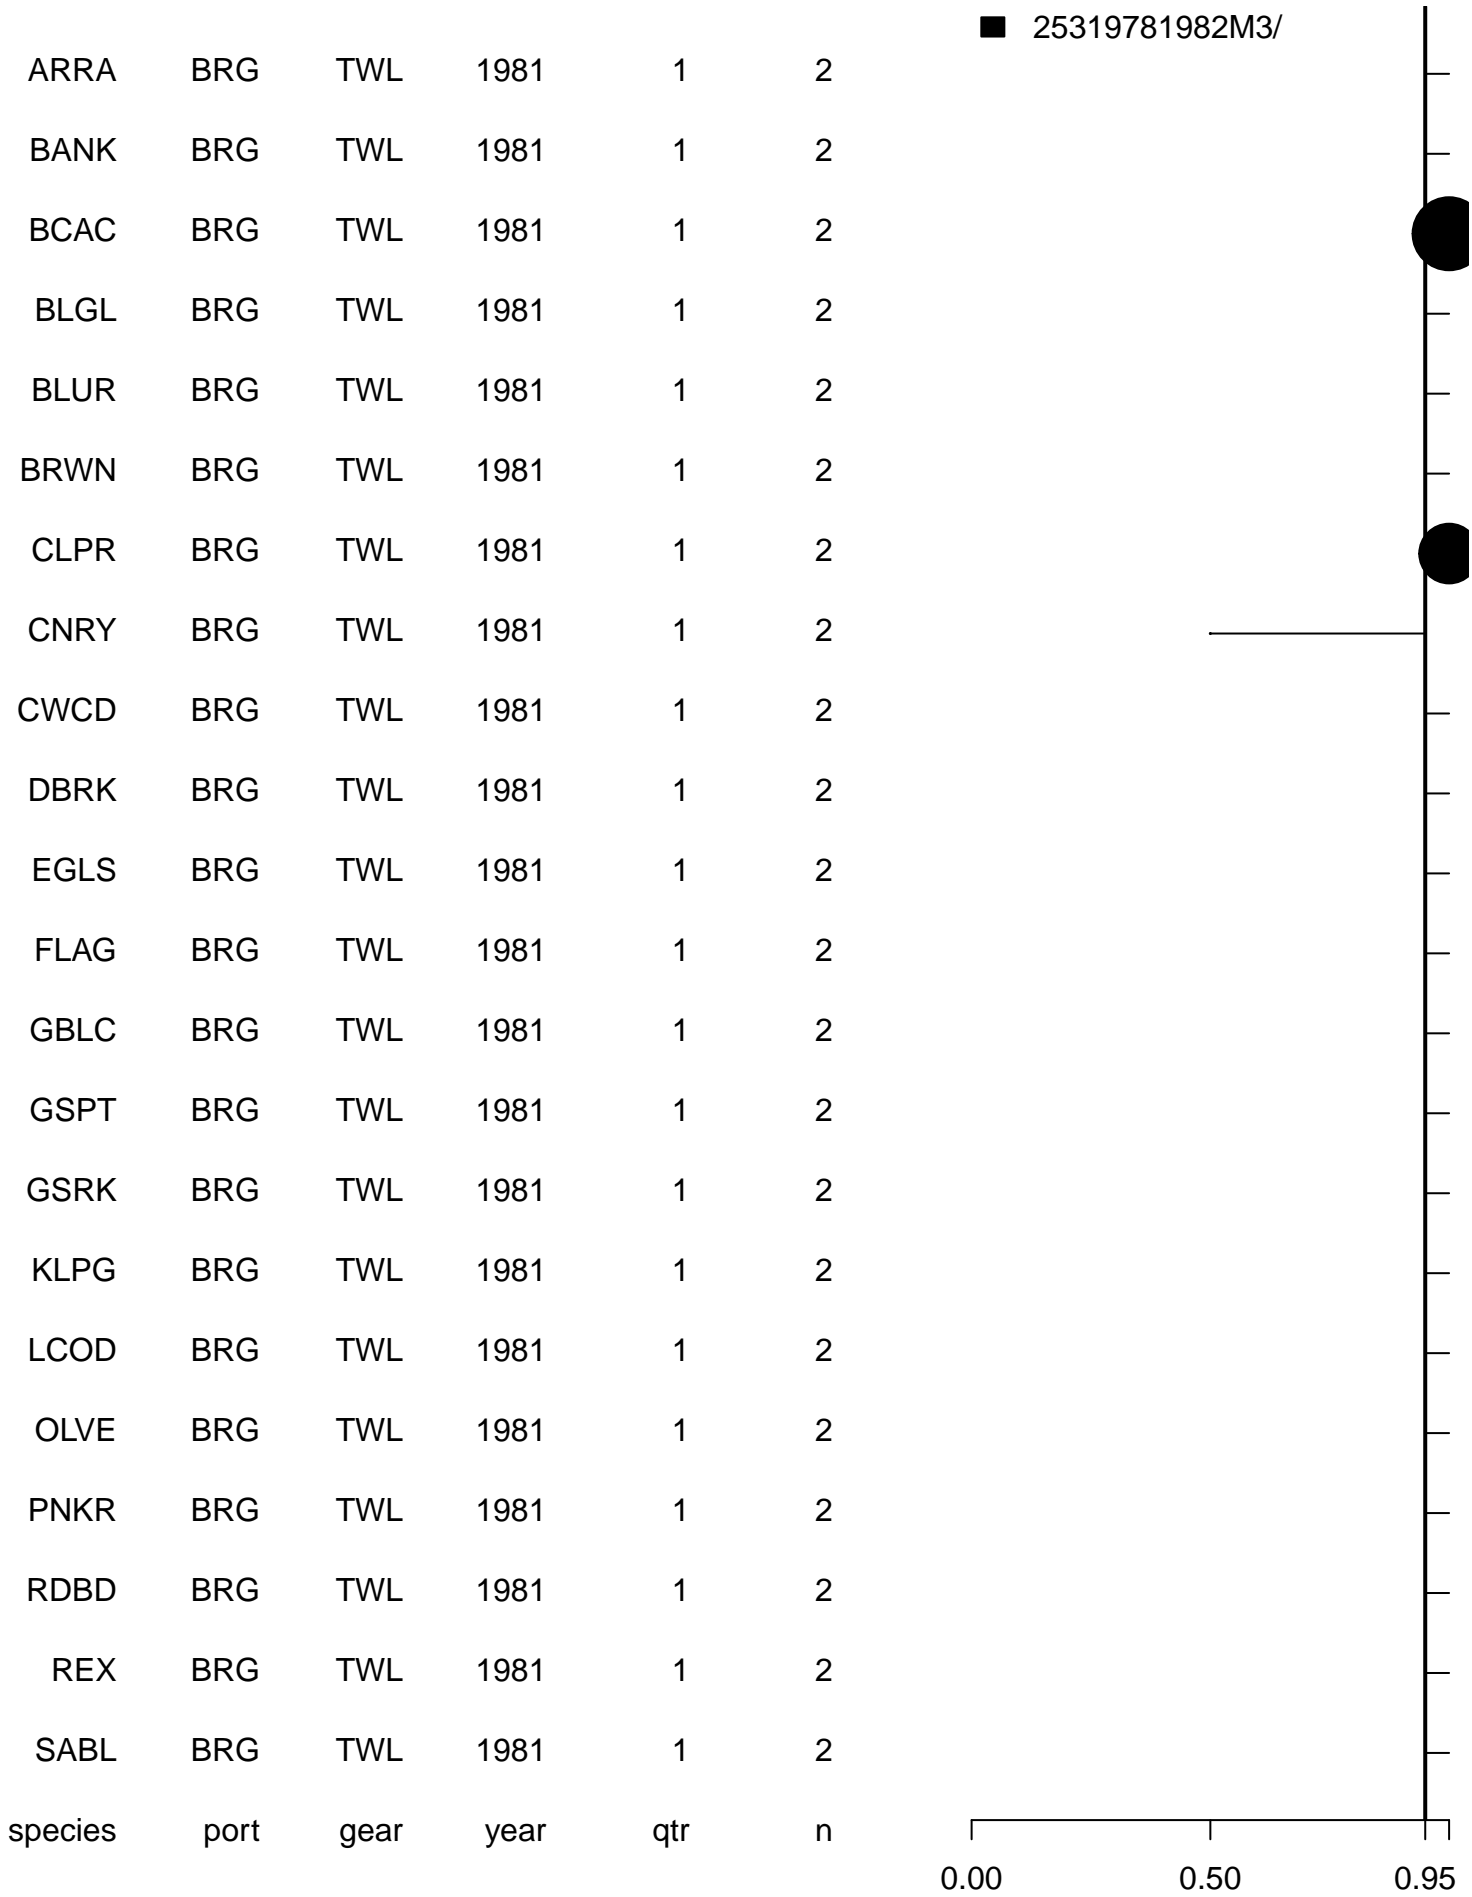 25319781982M3/
ARRA BRG TWL 1981 1 2
BANK BRG TWL 1981 1 2
BCAC BRG TWL 1981 1 2
BLGL BRG TWL 1981 1 2
BLUR BRG TWL 1981 1 2
BRWN BRG TWL 1981 1 2
CLPR BRG TWL 1981 1 2
CNRY BRG TWL 1981 1 2
CWCD BRG TWL 1981 1 2
DBRK BRG TWL 1981 1 2
EGLS BRG TWL 1981 1 2
FLAG BRG TWL 1981 1 2
GBLC BRG TWL 1981 1 2
GSPT BRG TWL 1981 1 2
GSRK BRG TWL 1981 1 2
KLPG BRG TWL 1981 1 2
LCOD BRG TWL 1981 1 2
OLVE BRG TWL 1981 1 2
PNKR BRG TWL 1981 1 2
RDBD BRG TWL 1981 1 2
REX BRG TWL 1981 1 2
SABL BRG TWL 1981 1 2
species port gear year qtr n
0.00 0.50 0.95